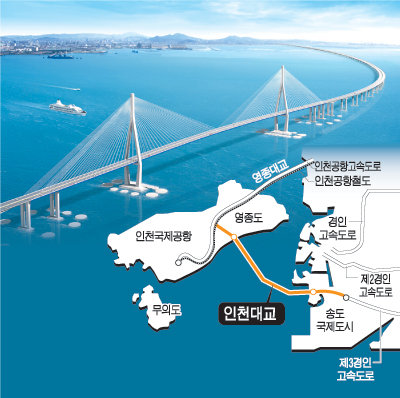 영종대교
인천공항고속도로
인천공항철도
영종도
인천국제공항
경인
고속도로
제2경인
고속도로
무의도
인천대교
송도
국제도시
제3경인
고속도로